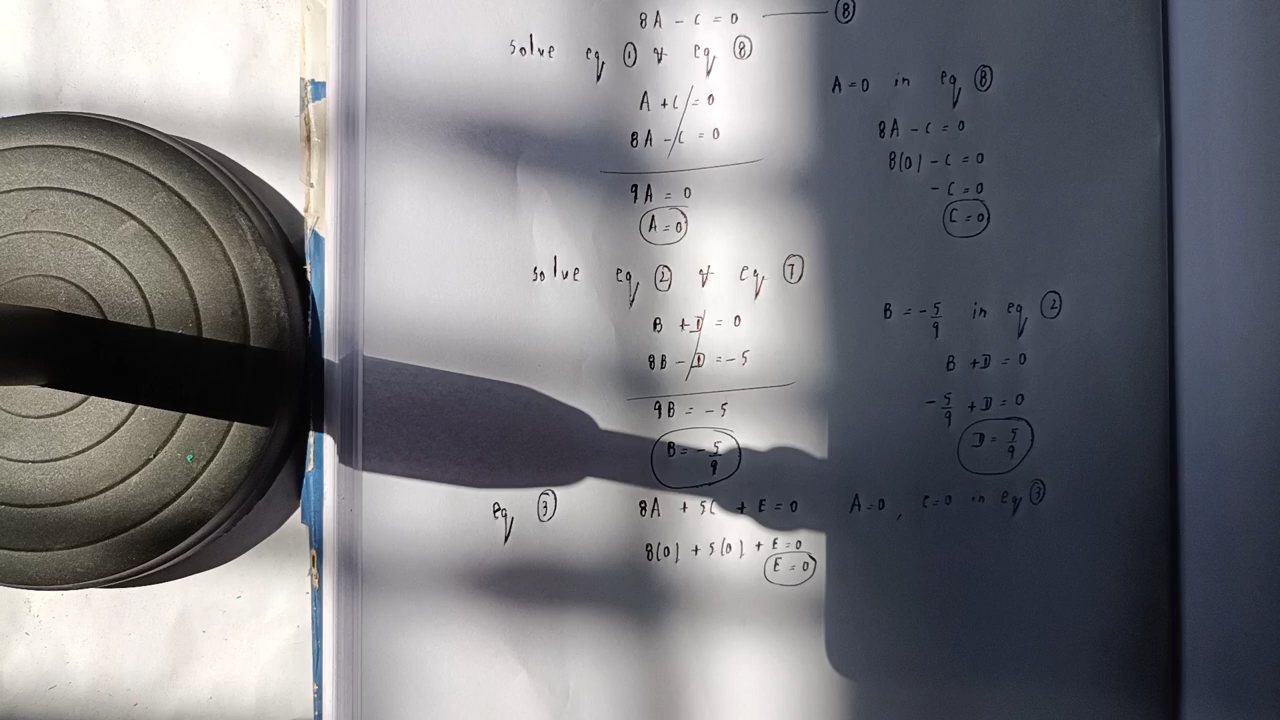 8A - C = 0 —— ⑧
solve eq ① & eq ⑧
A + C = 0
8A - C = 0
9A = 0
A = 0
A = 0 in eq ⑧
8A - C = 0
8(0) - C = 0
- C = 0
C = 0
solve eq ② & eq ⑦
B + D = 0
8B - D = -5
9B = -5
B = -5/9
B = -5/9 in eq ②
B + D = 0
-5/9 + D = 0
D = 5/9
eq ③ 8A + 5C + E = 0 A = 0, C = 0 in eq ③
8(0) + 5(0) + E = 0
E = 0